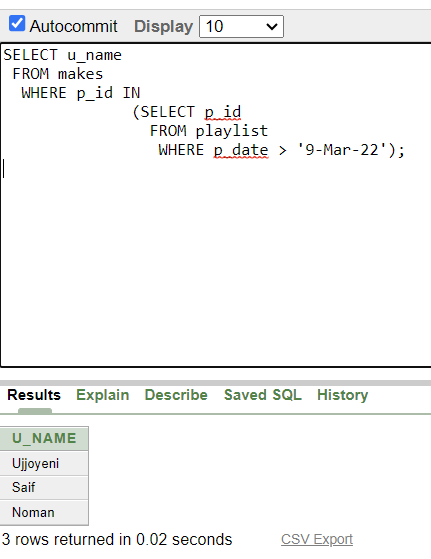 Autocommit Display 10
SELECT u_name
FROM makes
WHERE p_id IN
(SELECT p_id
FROM playlist
WHERE p_date > '9-Mar-22');
Results Explain Describe Saved SQL History
U_NAME
Ujjoyeni
Saif
Noman
3 rows returned in 0.02 seconds CSV Export